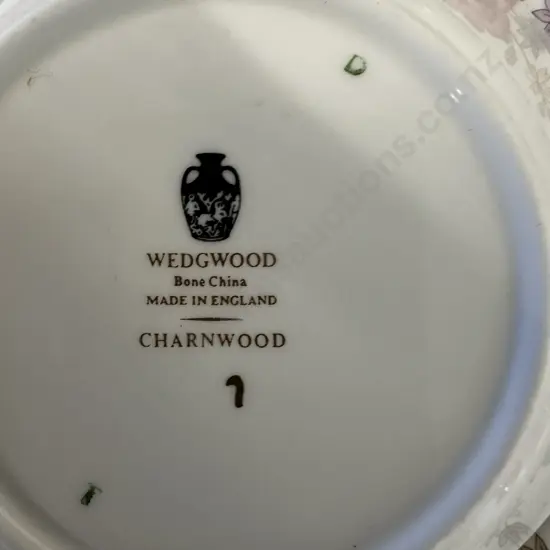 D
WEDGWOOD
Bone China
MADE IN ENGLAND
CHARNWOOD